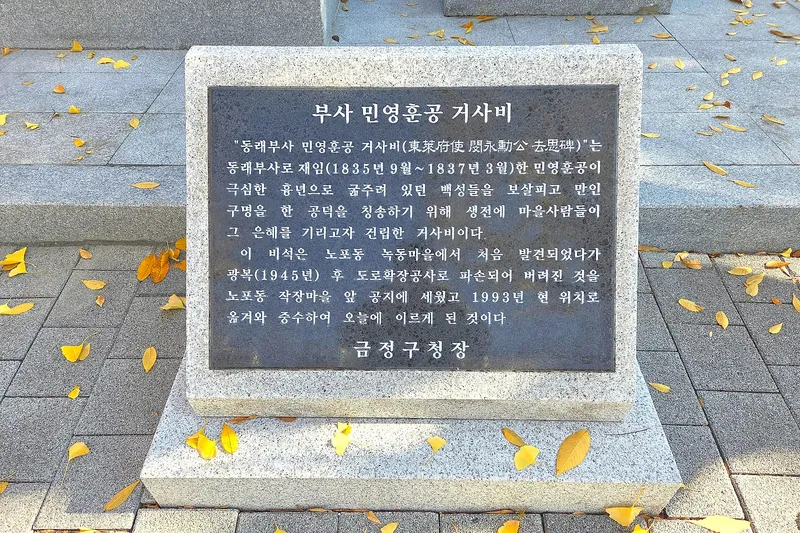 부사 민영훈공 거사비
"동래부사 민영훈공 거사비(東萊府使 閔永勳公 去思碑)"는
동래부사로 재임(1835년 9월~1837년 3월)한 민영훈공이
극심한 흉년으로 굶주려 있던 백성들을 보살피고 만인
구명을 한 공덕을 칭송하기 위해 생전에 마을사람들이
그 은혜를 기리고자 건립한 거사비이다.
이 비석은 노포동 녹동마을에서 처음 발견되었다가
광복(1945년) 후 도로확장공사로 파손되어 버려진 것을
노포동 작장마을 앞 공지에 세웠고 1993년 현 위치로
옮겨와 중수하여 오늘에 이르게 된 것이다
금정구청장